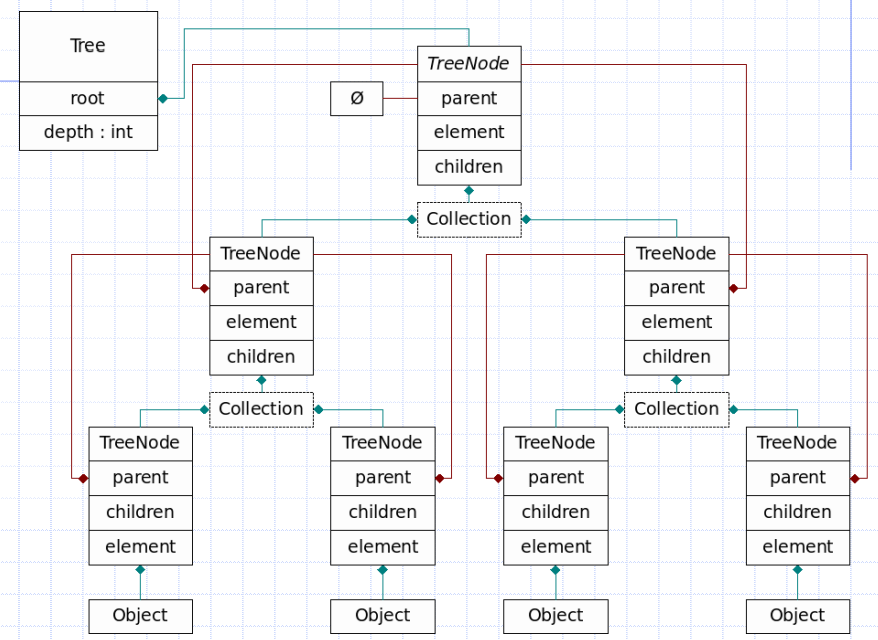 Tree
root
depth : int
TreeNode
Ø
parent
element
children
Collection
TreeNode
parent
element
children
TreeNode
parent
element
children
Collection
Collection
TreeNode
parent
children
element
TreeNode
parent
children
element
TreeNode
parent
children
element
TreeNode
parent
children
element
Object
Object
Object
Object